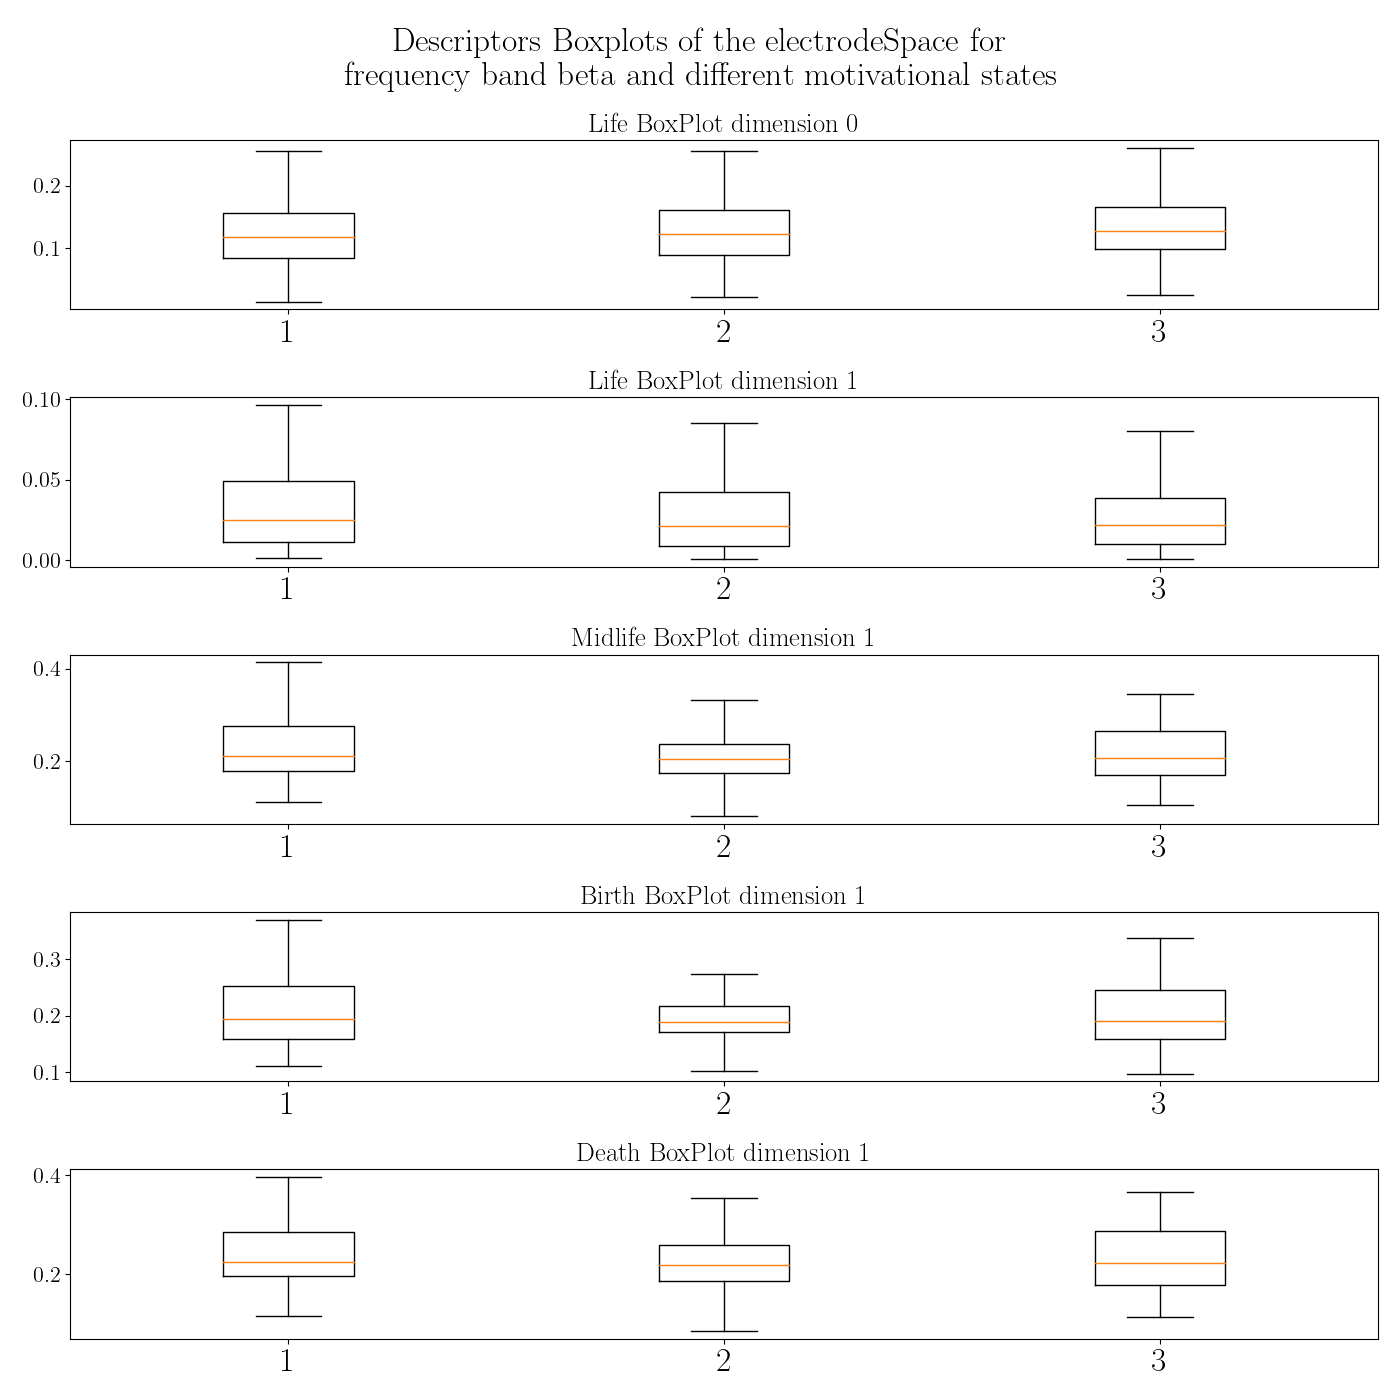 Descriptors Boxplots of the electrodeSpace for
frequency band beta and different motivational states
Life BoxPlot dimension 0
0.2
0.1
1 2 3
Life BoxPlot dimension 1
0.10
0.05
0.00
1 2 3
Midlife BoxPlot dimension 1
0.4
0.2
1 2 3
Birth BoxPlot dimension 1
0.3
0.2
0.1
1 2 3
Death BoxPlot dimension 1
0.4
0.2
1 2 3